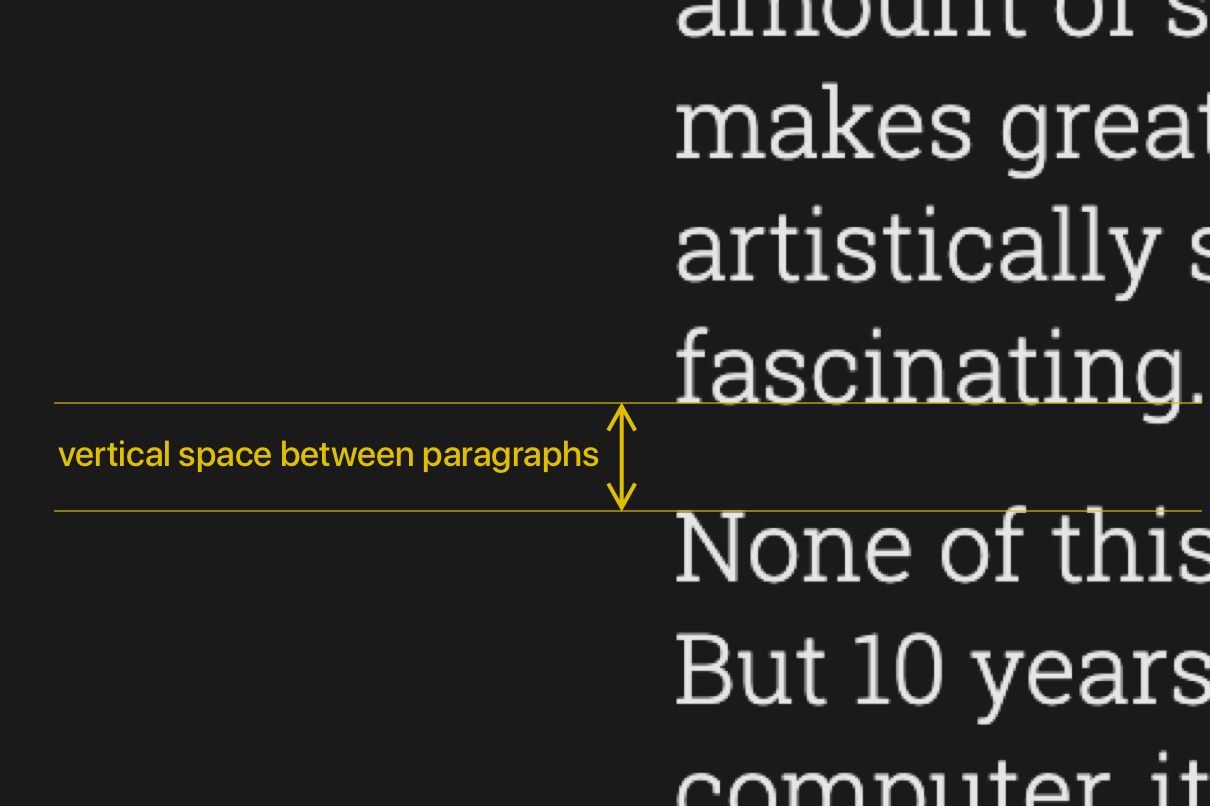 amount of s
makes great
artistically s
fascinating.
vertical space between paragraphs
None of this
But 10 years
computer, it